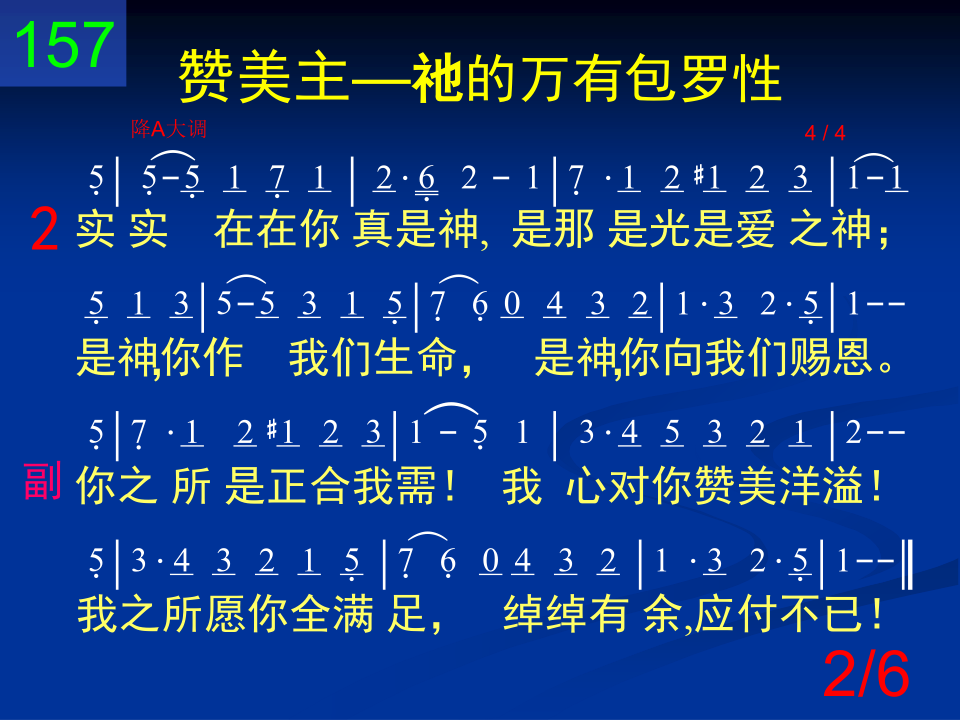 157
赞美主—祂的万有包罗性
降A大调 4 / 4
5 | 5-5 1 7 1 | 2·6 2 - 1 | 7 ·1 2 #1 2 3 | 1-1
2 实 实 在在你 真是神, 是那 是光是爱 之神；
5 1 3 | 5-5 3 1 5 | 7 6 0 4 3 2 | 1·3 2·5 | 1--
是神,你作 我们生命， 是神,你向我们赐恩。
5 | 7 ·1 2 #1 2 3 | 1 - 5 1 | 3·4 5 3 2 1 | 2--
副 你之 所 是正合我需！ 我 心对你赞美洋溢！
5 | 3·4 3 2 1 5 | 7 6 0 4 3 2 | 1 ·3 2·5 | 1--‖
我之所愿你全满 足， 绰绰有 余,应付不已！
2/6